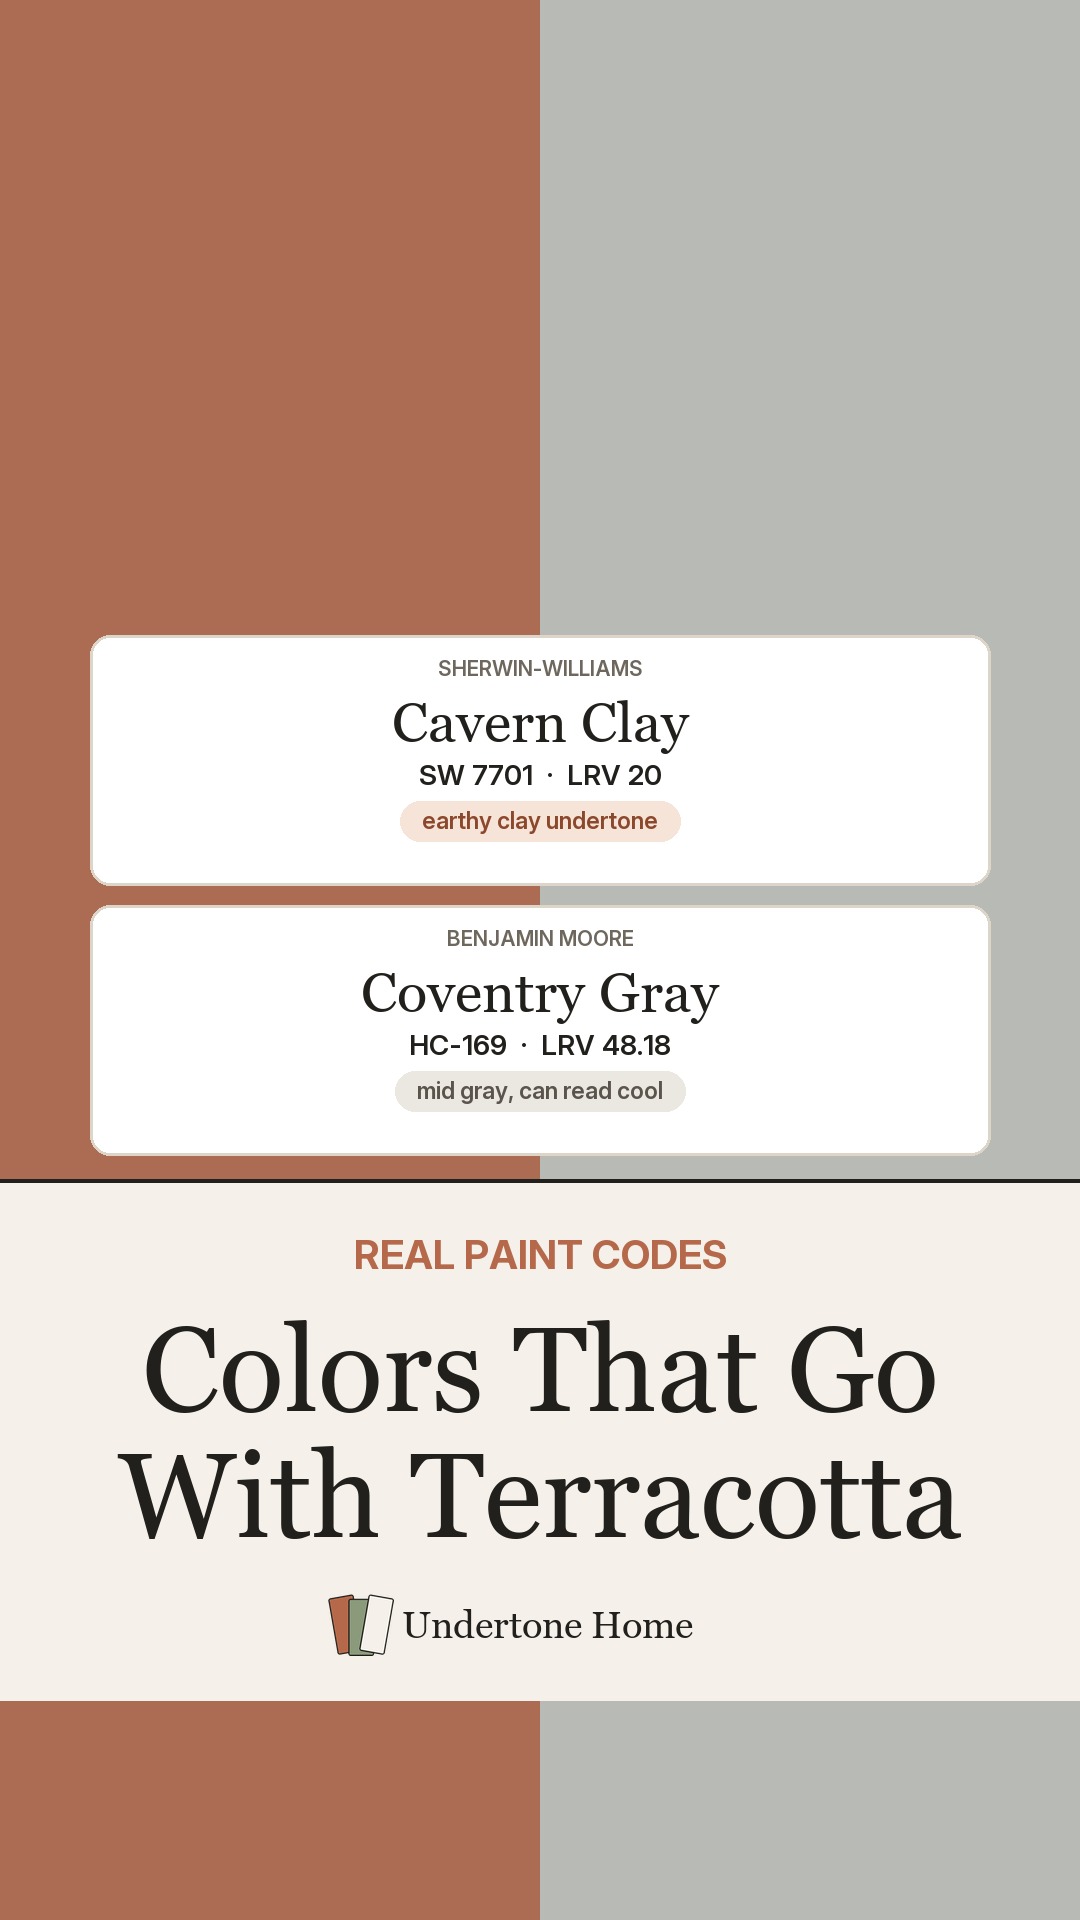 SHERWIN-WILLIAMS
Cavern Clay
SW 7701 · LRV 20
earthy clay undertone
BENJAMIN MOORE
Coventry Gray
HC-169 · LRV 48.18
mid gray, can read cool
REAL PAINT CODES
Colors That Go
With Terracotta
Undertone Home